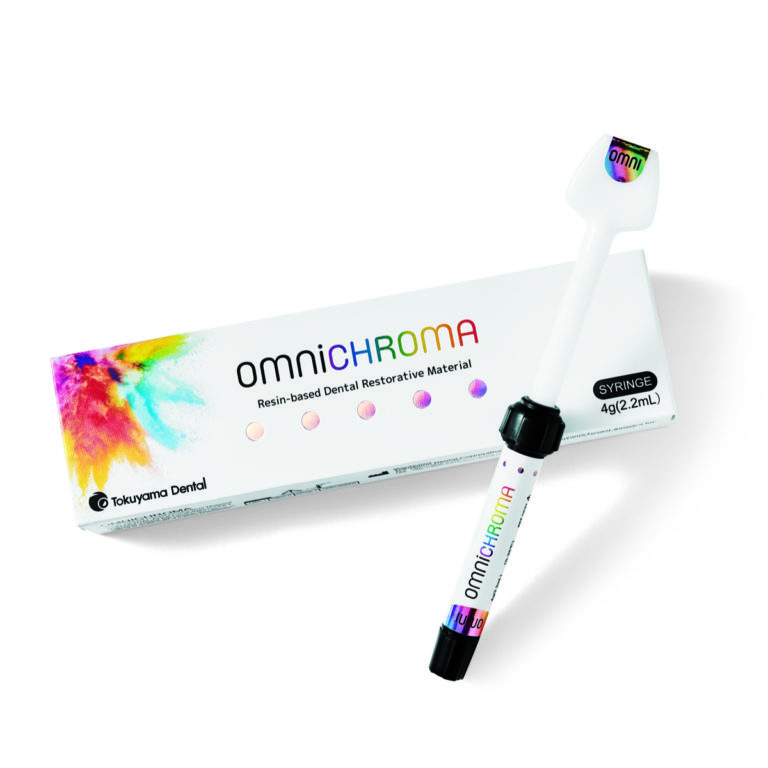 OMNICHROMA
Resin-based Dental Restorative Material
SYRINGE
4g(2.2mL)
Tokuyama Dental
omni
OMNICHROMA
omni